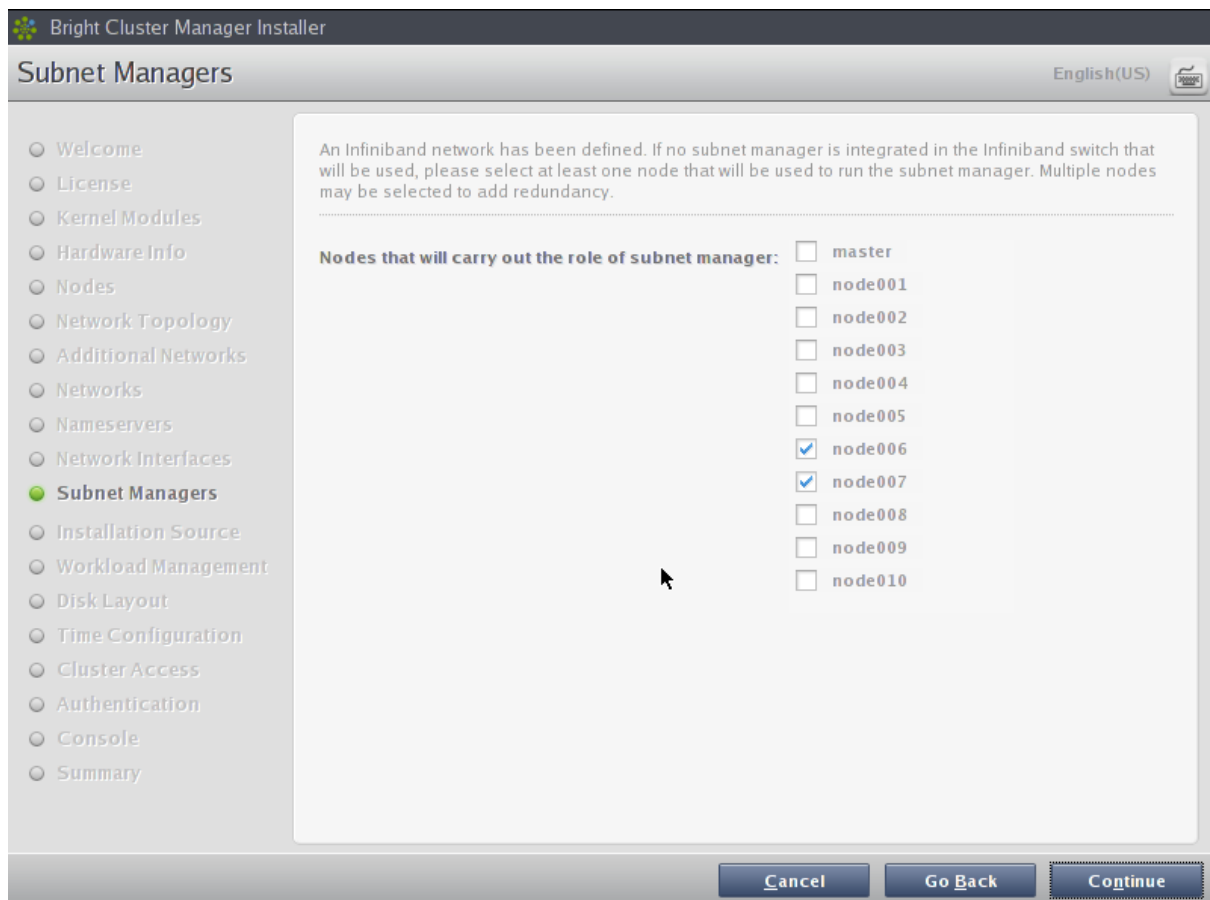 Bright Cluster Manager Installer
Subnet Managers
English(US)
Welcome
License
Kernel Modules
Hardware Info
Nodes
Network Topology
Additional Networks
Networks
Nameservers
Network Interfaces
Subnet Managers
Installation Source
Workload Management
Disk Layout
Time Configuration
Cluster Access
Authentication
Console
Summary
An Infiniband network has been defined. If no subnet manager is integrated in the Infiniband switch that
will be used, please select at least one node that will be used to run the subnet manager. Multiple nodes
may be selected to add redundancy.
Nodes that will carry out the role of subnet manager:
master
node001
node002
node003
node004
node005
node006
node007
node008
node009
node010
Cancel
Go Back
Continue